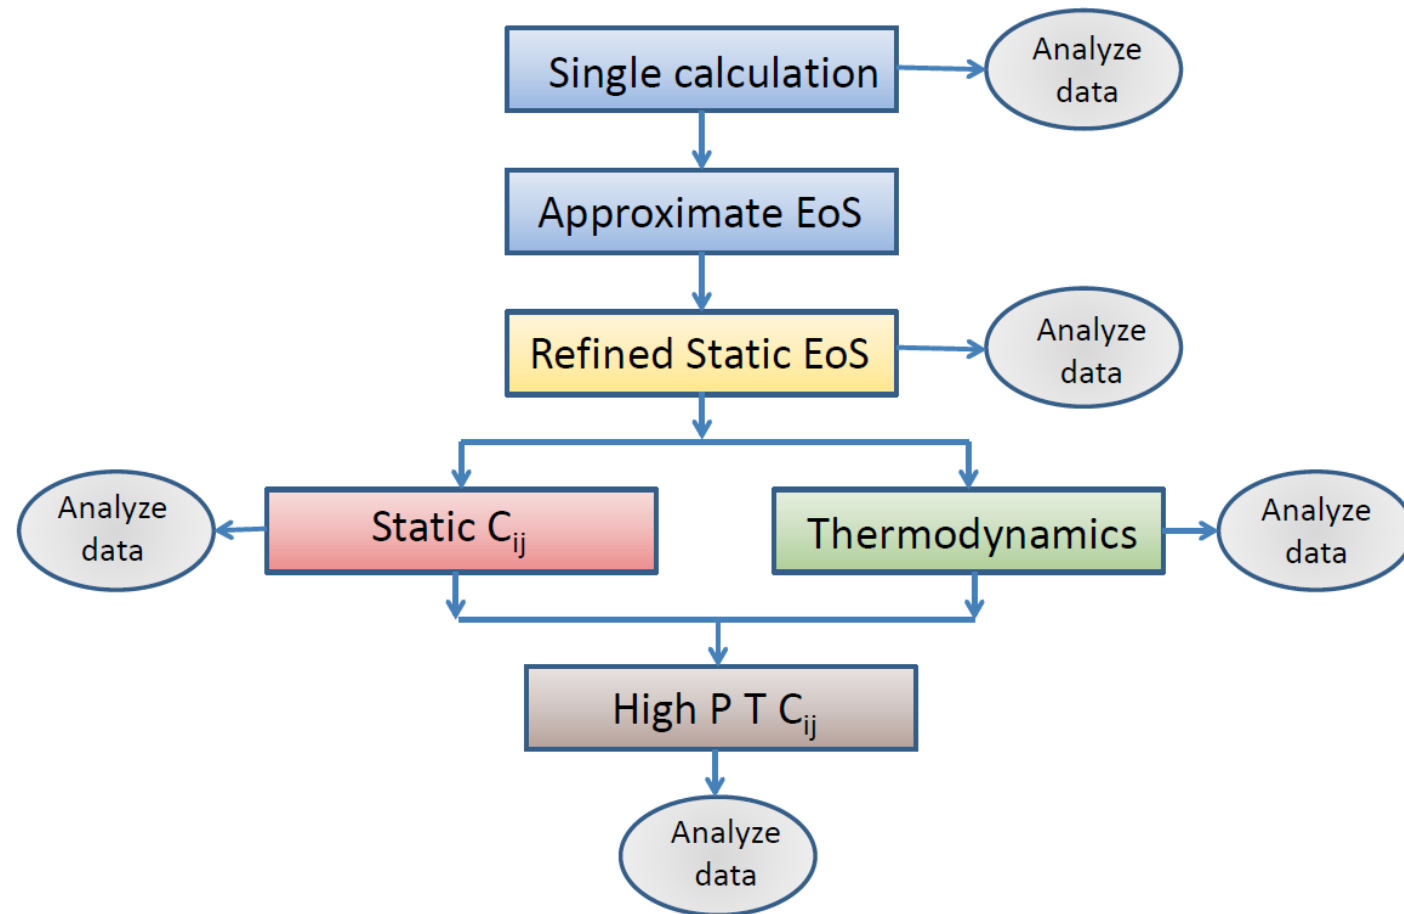 Single calculation
Analyze
data
Approximate EoS
Refined Static EoS
Analyze
data
Analyze
data
Static Cij
Thermodynamics
Analyze
data
High P T Cij
Analyze
data